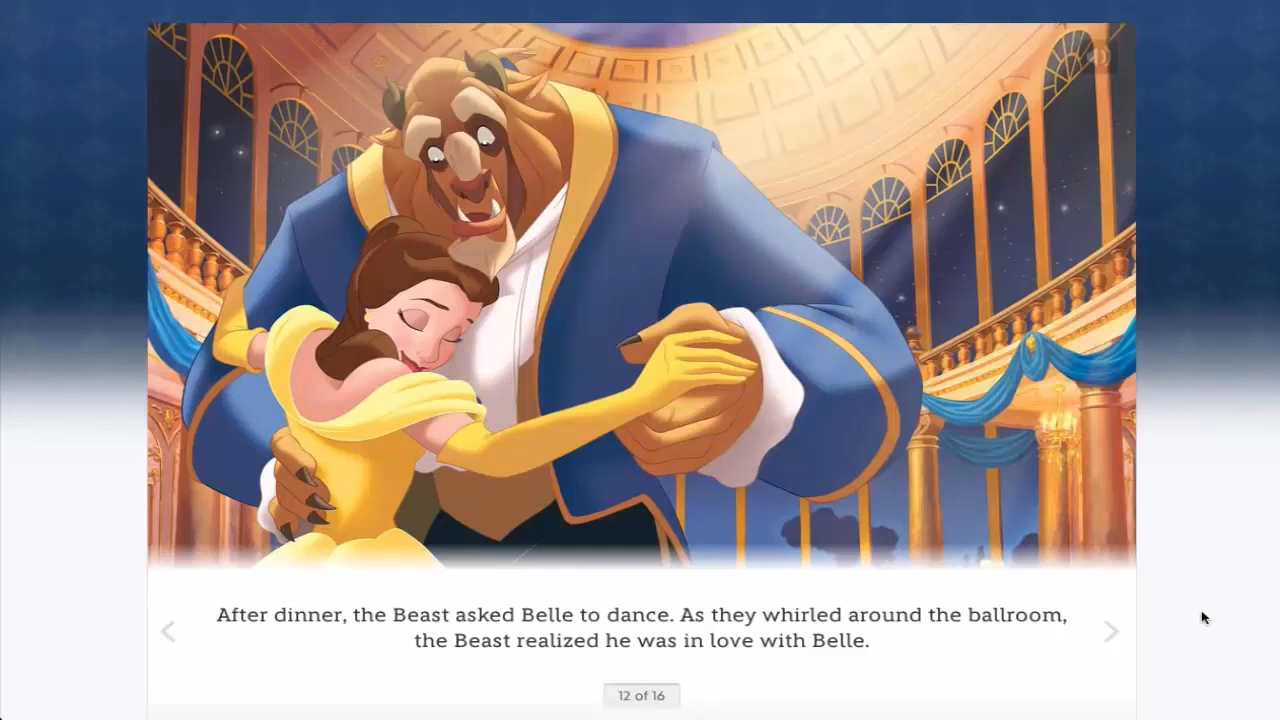 After dinner, the Beast asked Belle to dance. As they whirled around the ballroom,
the Beast realized he was in love with Belle.
12 of 16